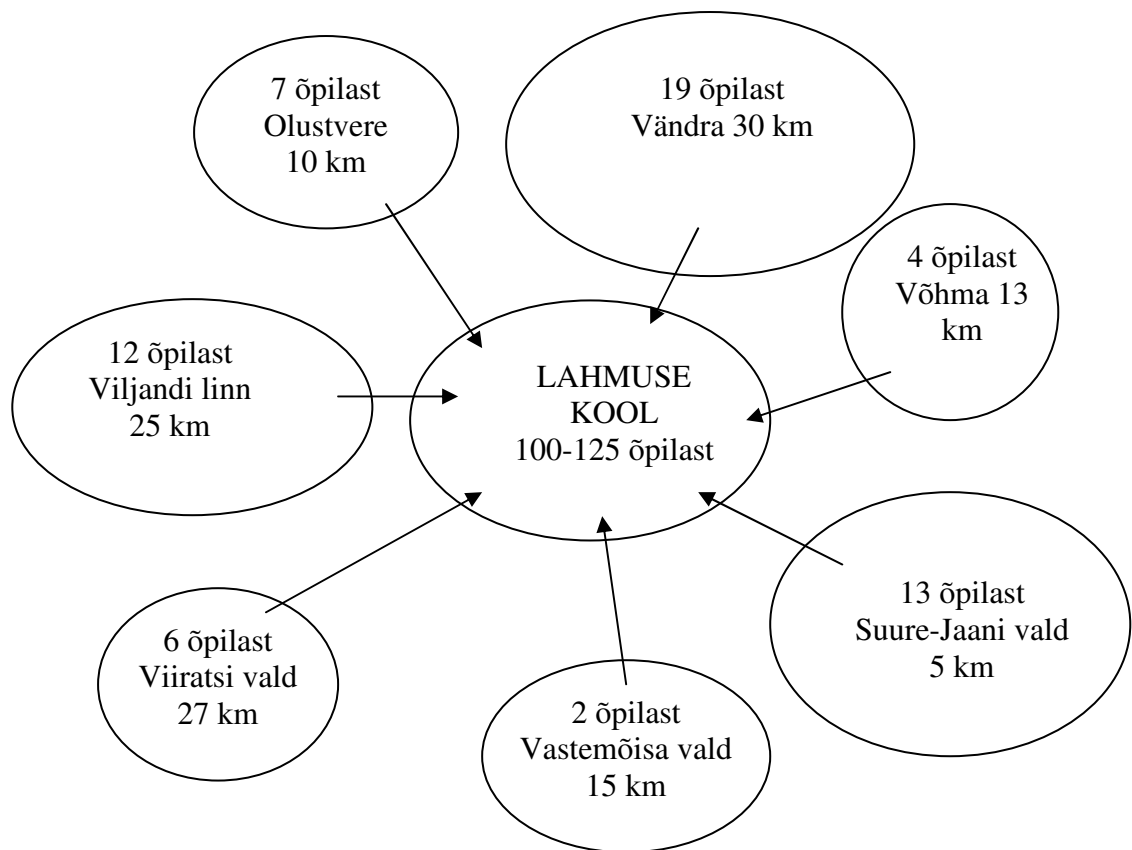 7 õpilast
Olustvere
10 km
19 õpilast
Vändra 30 km
4 õpilast
Võhma 13
km
12 õpilast
Viljandi linn
25 km
LAHMUSE
KOOL
100-125 õpilast
13 õpilast
Suure-Jaani vald
5 km
6 õpilast
Viiratsi vald
27 km
2 õpilast
Vastemõisa vald
15 km